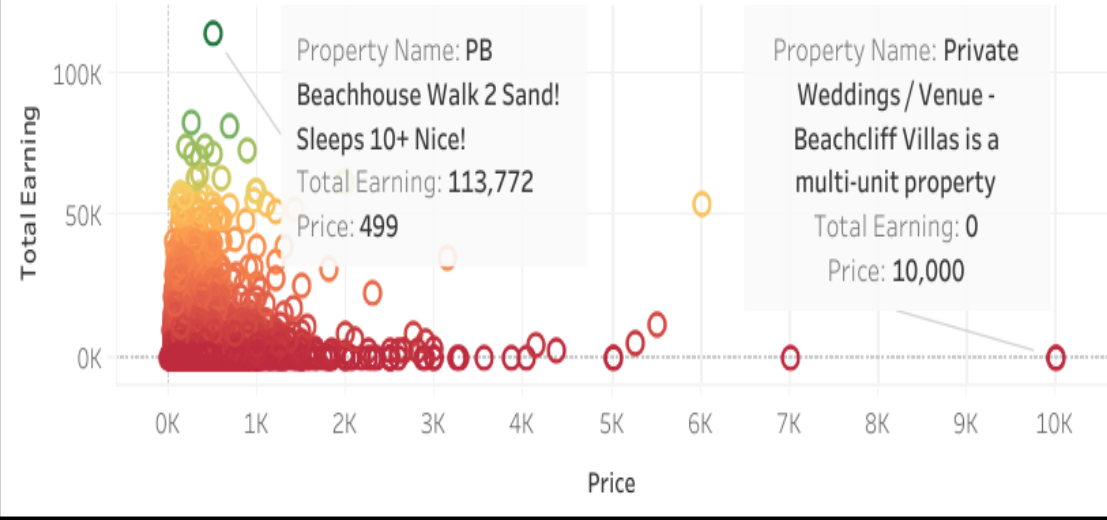 Property Name: PB
Beachhouse Walk 2 Sand!
Sleeps 10+ Nice!
Total Earning: 113,772
Price: 499
Property Name: Private
Weddings / Venue -
Beachcliff Villas is a
multi-unit property
Total Earning: 0
Price: 10,000
Total Earning
100K
50K
0K
0K 1K 2K 3K 4K 5K 6K 7K 8K 9K 10K
Price